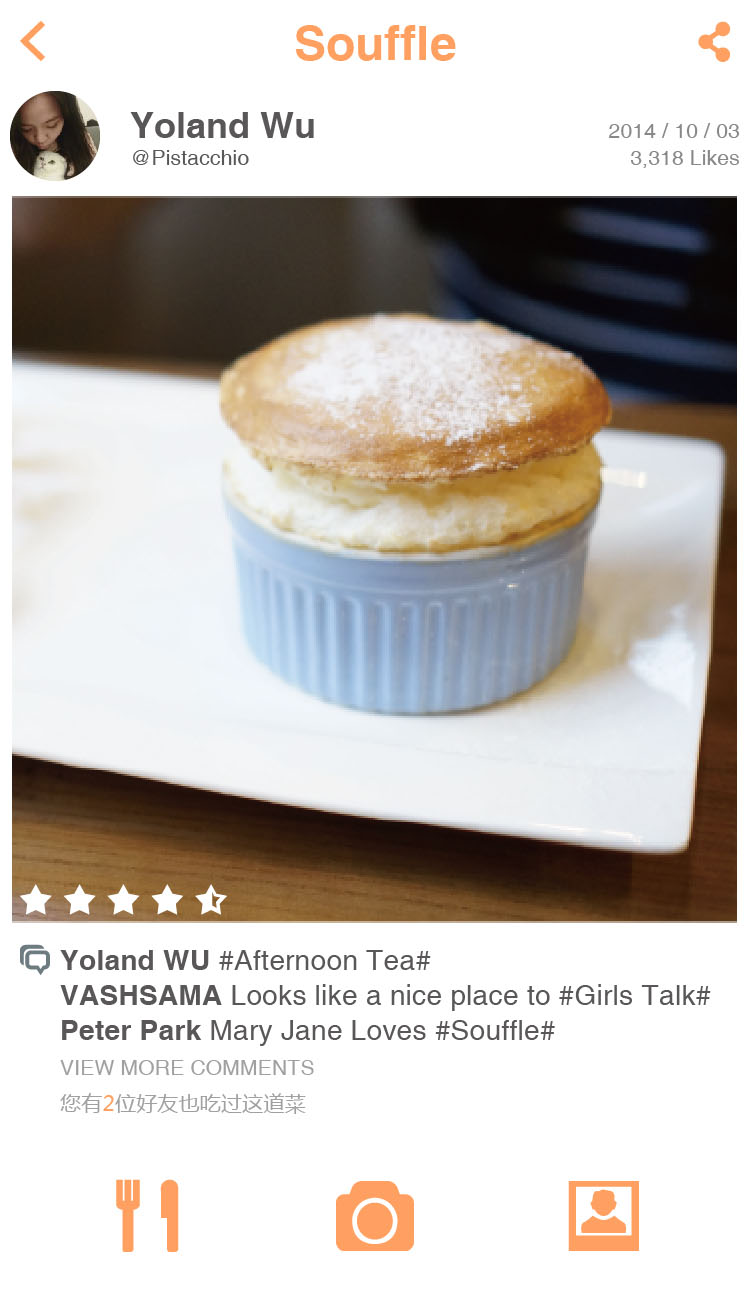 Souffle
Yoland Wu
@Pistacchio
2014 / 10 / 03
3,318 Likes
Yoland WU #Afternoon Tea#
VASHSAMA Looks like a nice place to #Girls Talk#
Peter Park Mary Jane Loves #Souffle#
VIEW MORE COMMENTS
您有2位好友也吃过这道菜